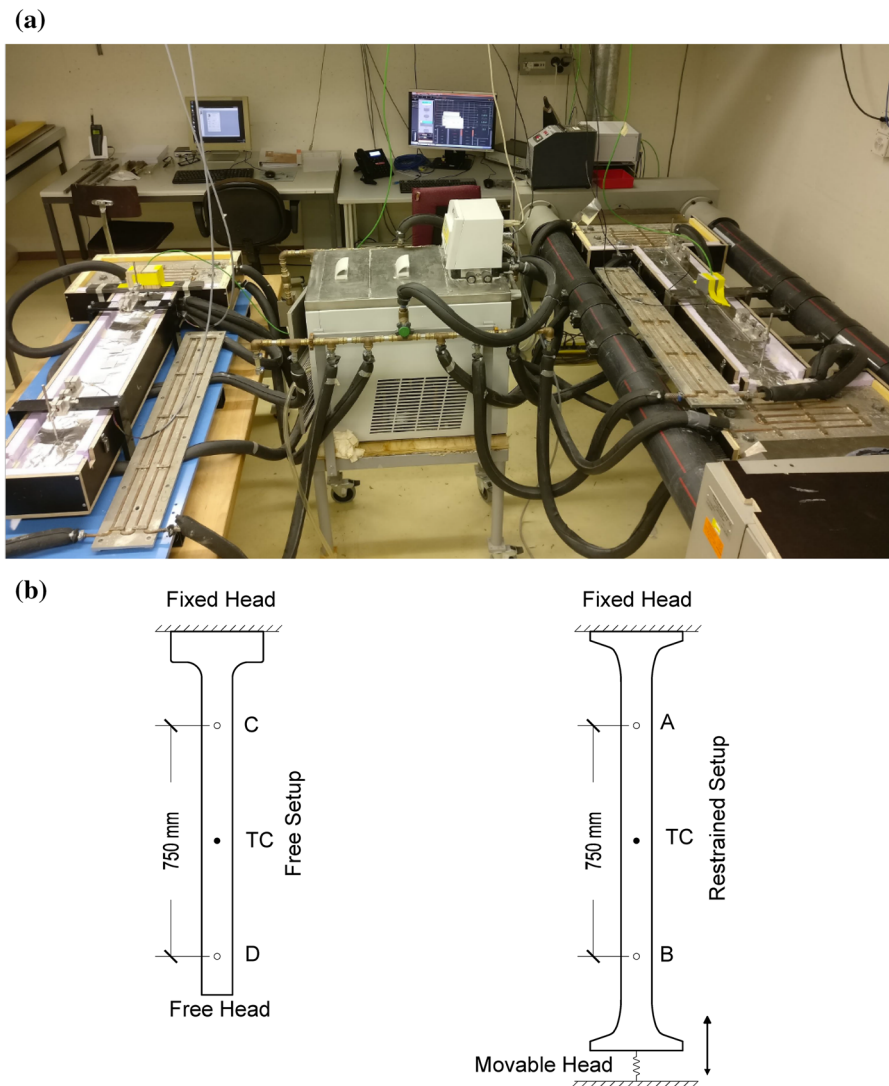 (a)
(b)
Fixed Head
Fixed Head
C
A
750 mm
TC
Free Setup
750 mm
TC
Restrained Setup
D
B
Free Head
Movable Head